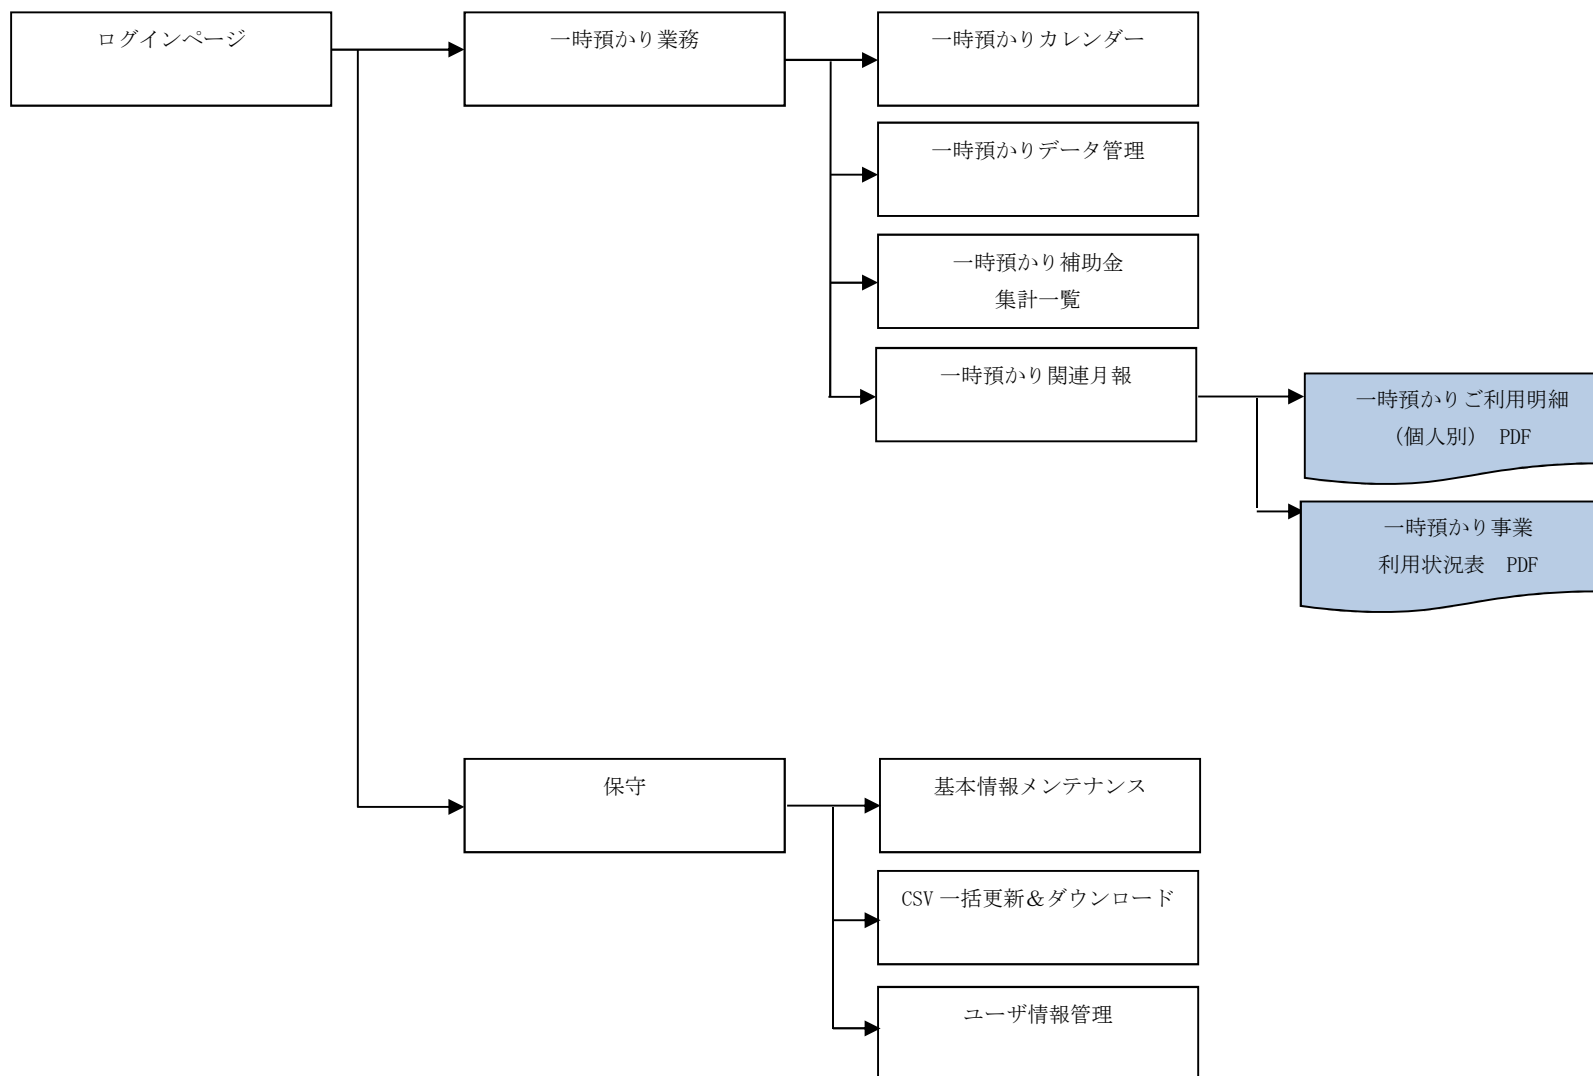 ログインページ
一時預かり業務
一時預かりカレンダー
一時預かりデータ管理
一時預かり補助金
集計一覧
一時預かり関連月報
一時預かりご利用明細
（個人別）　PDF
一時預かり事業
利用状況表　PDF
保守
基本情報メンテナンス
CSV 一括更新＆ダウンロード
ユーザ情報管理